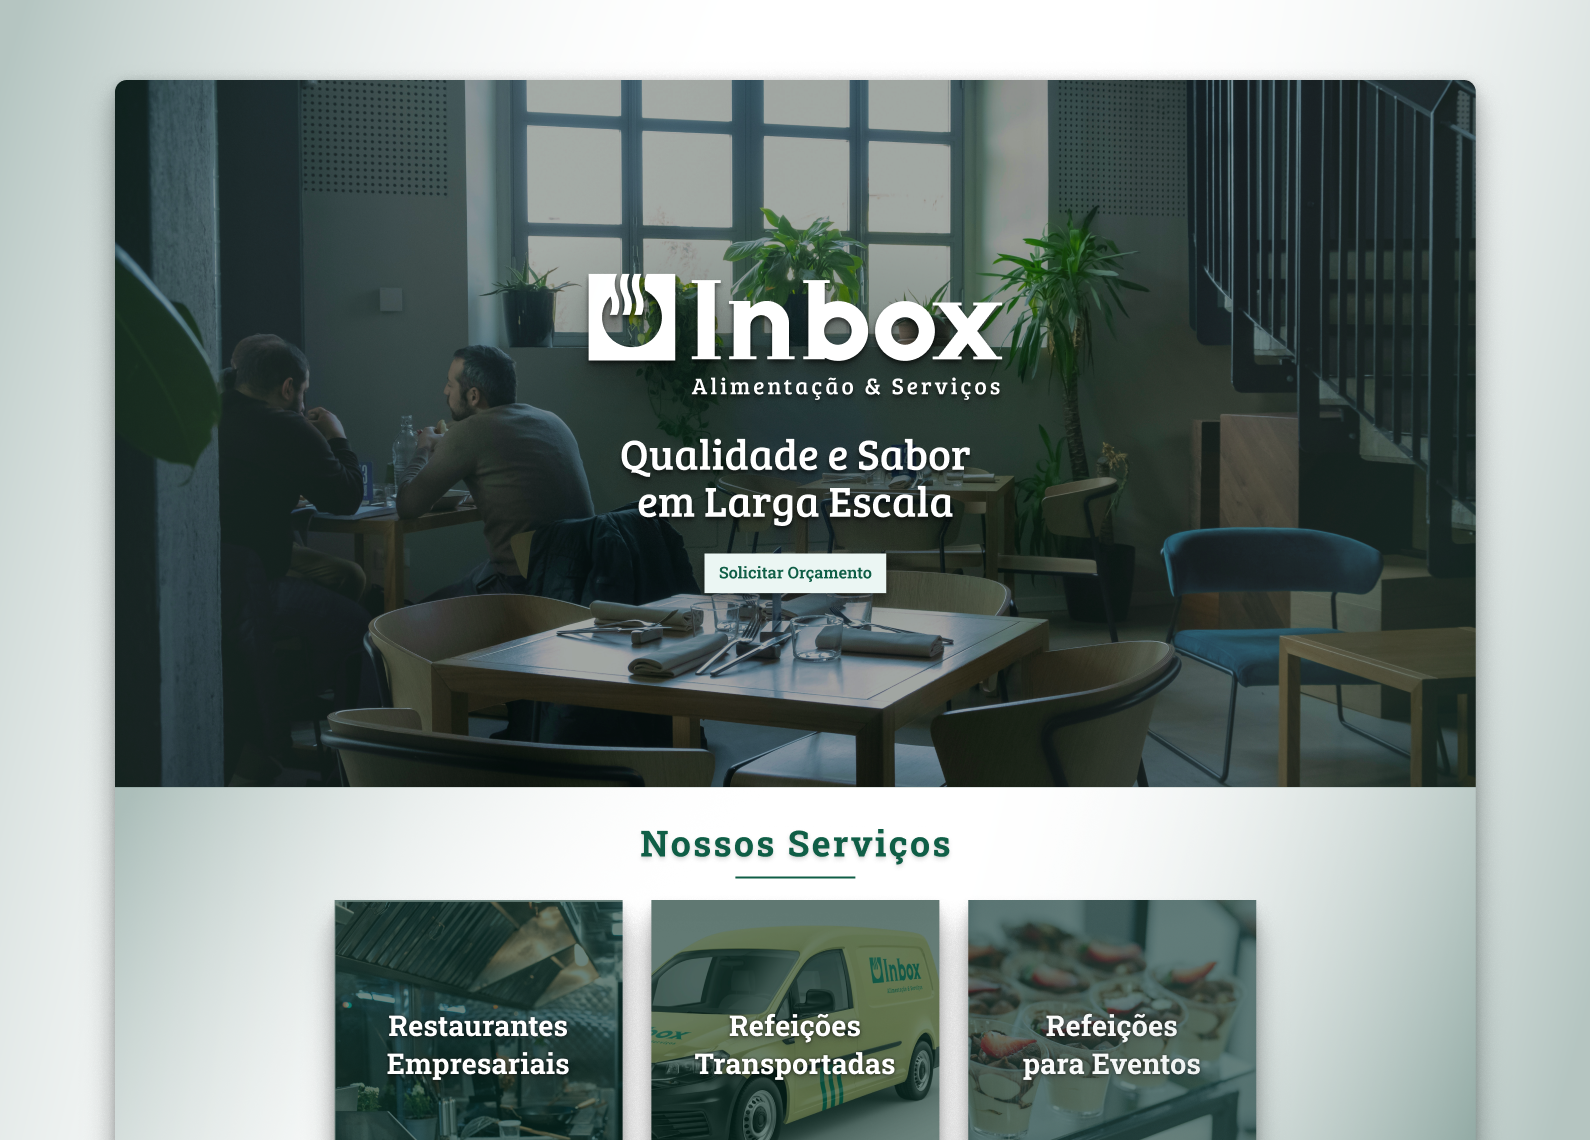 Inbox
Alimentação & Serviços
Qualidade e Sabor
em Larga Escala
Solicitar Orçamento
Nossos Serviços
Restaurantes
Empresariais
Inbox
Refeições
Transportadas
Refeições
para Eventos